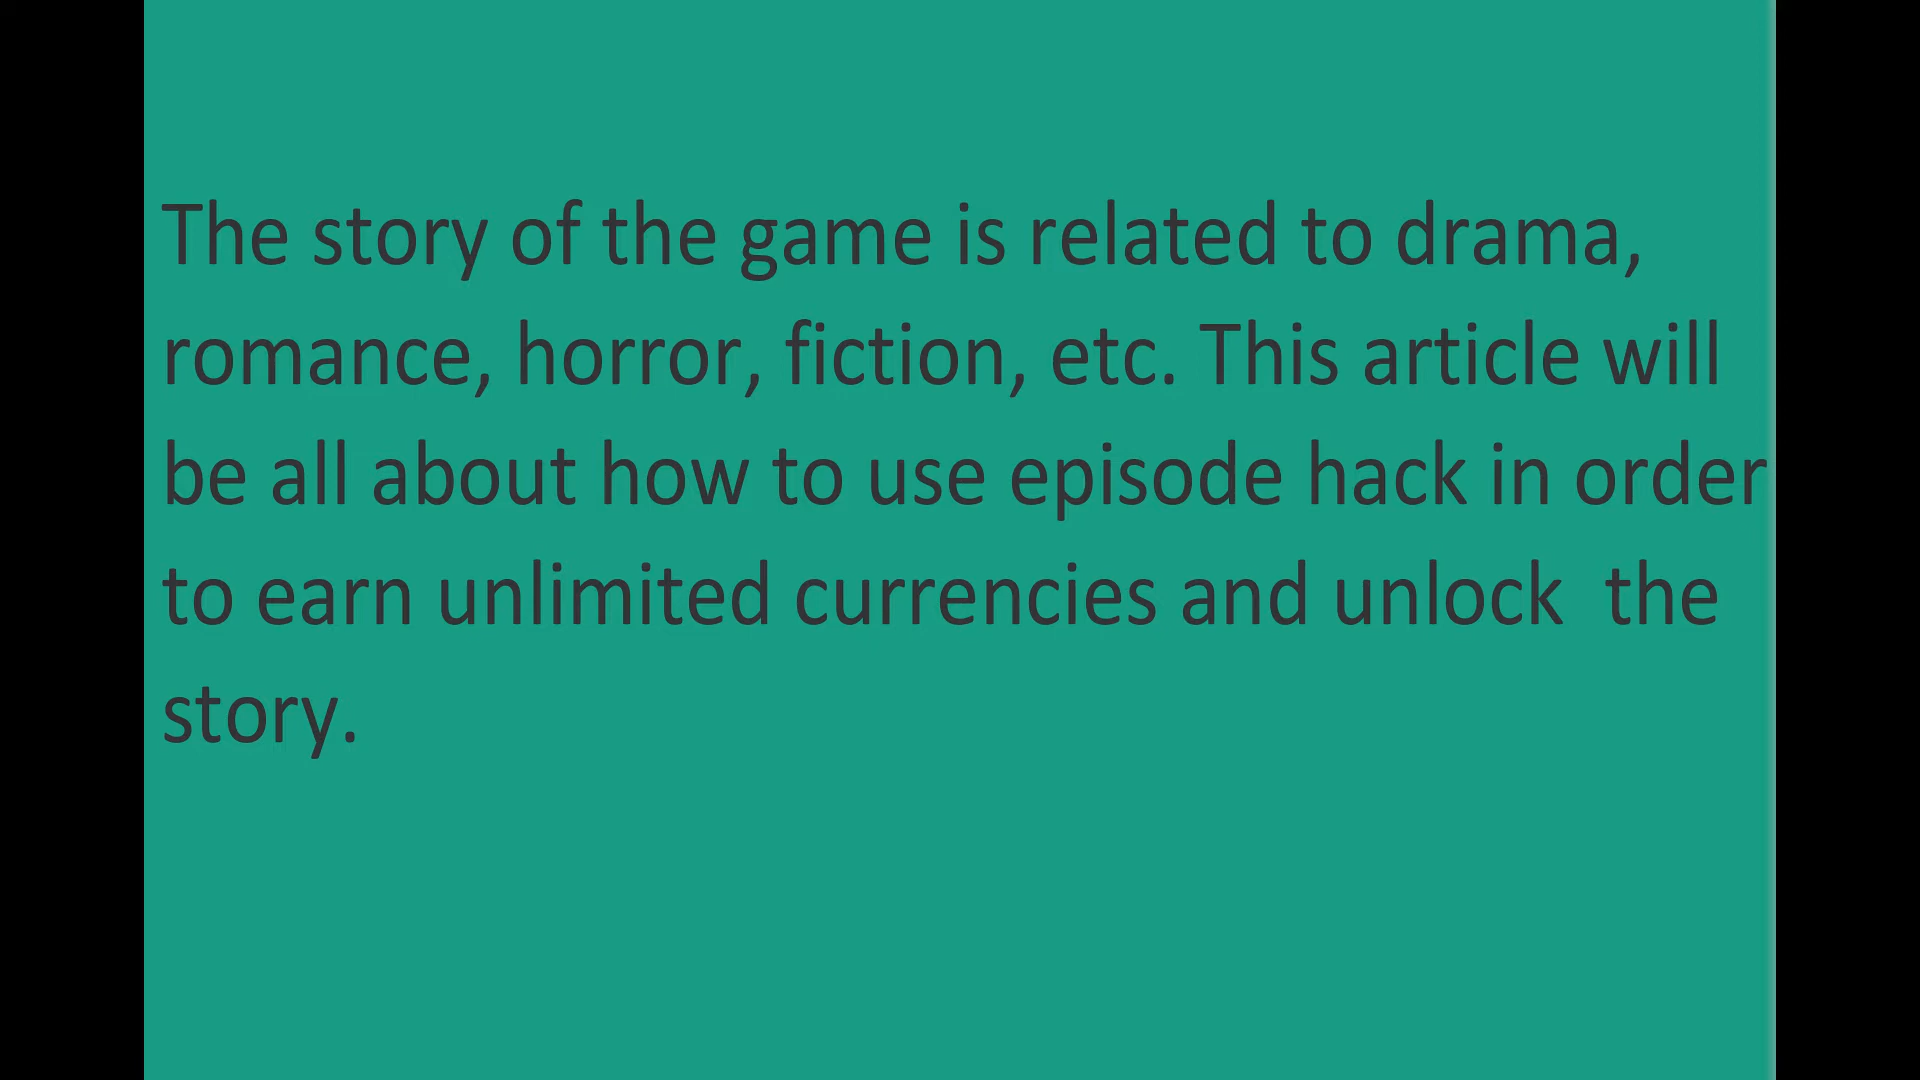 The story of the game is related to drama,
romance, horror, fiction, etc. This article will
be all about how to use episode hack in order
to earn unlimited currencies and unlock  the
story.